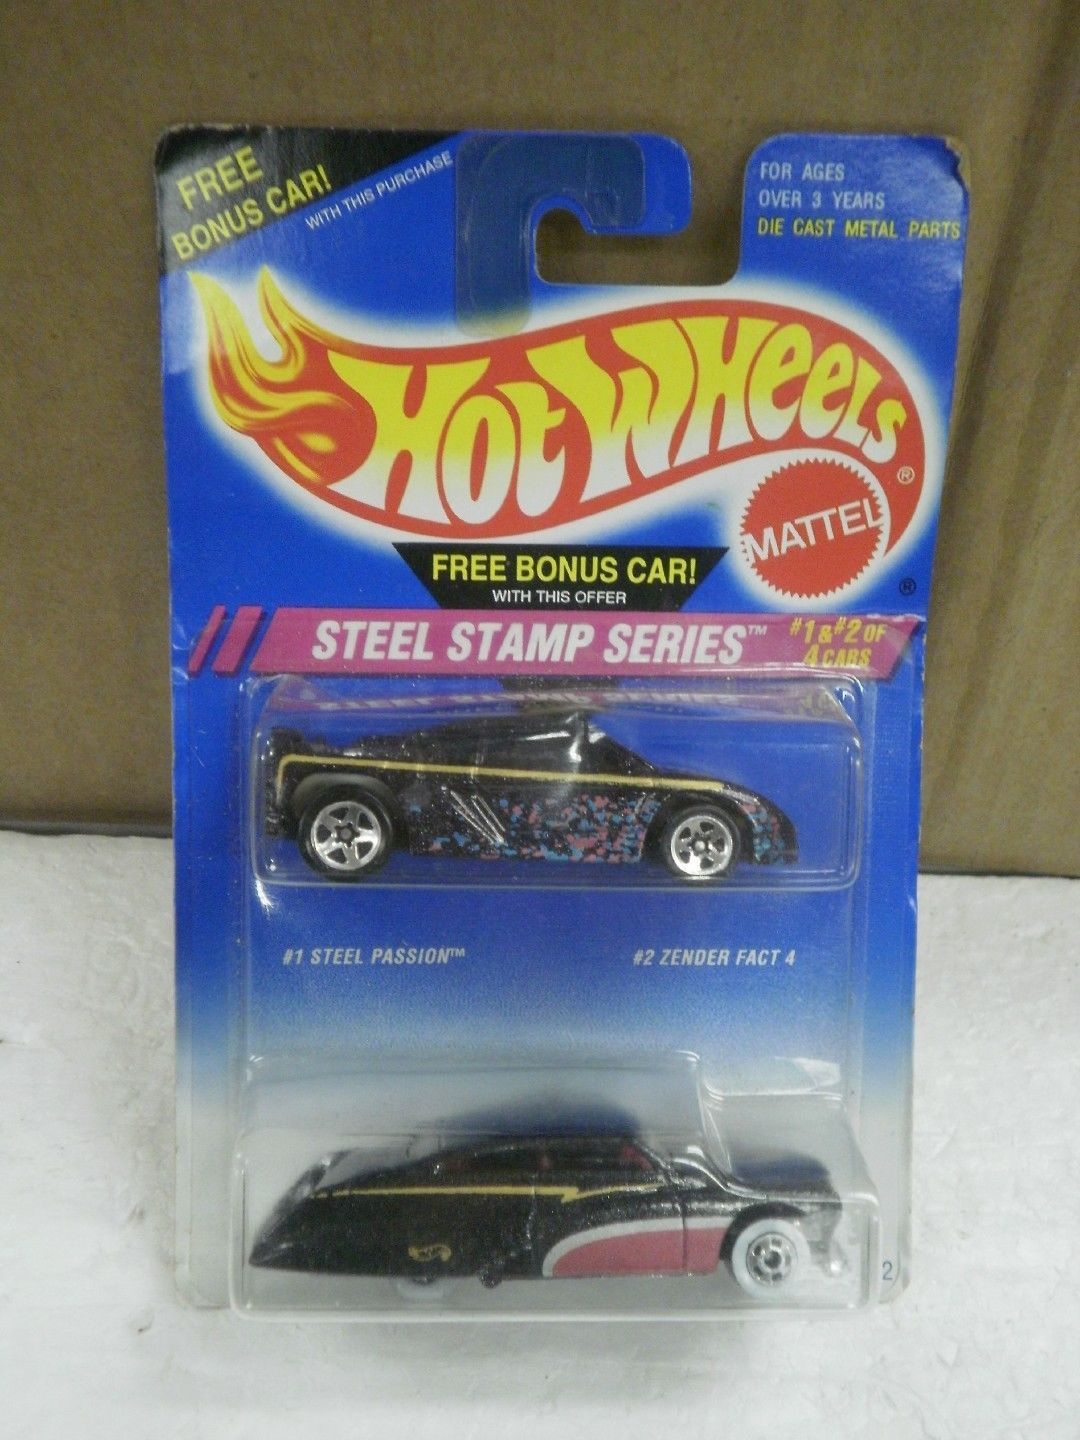 FREE
BONUS CAR!
WITH THIS PURCHASE
FOR AGES
OVER 3 YEARS
DIE CAST METAL PARTS
HOT WHEELS®
MATTEL
®
FREE BONUS CAR!
WITH THIS OFFER
STEEL STAMP SERIES™
#1 & #2 OF
4 CARS
#1 STEEL PASSION™
#2 ZENDER FACT 4
2